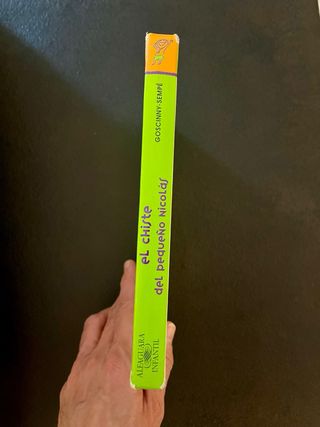 GOSCINNY-SEMPÉ
eL chiste
del pequeño nicolás
ALFAGUARA
INFANTIL